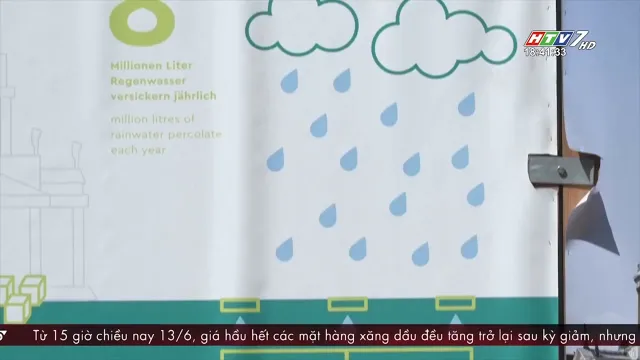 HTV7 HD
18:41:33
8
Millionen Liter
Regenwasser
versickern jährlich
million litres of
rainwater percolate
each year
Từ 15 giờ chiều nay 13/6, giá hầu hết các mặt hàng xăng dầu đều tăng trở lại sau kỳ giảm, nhưng